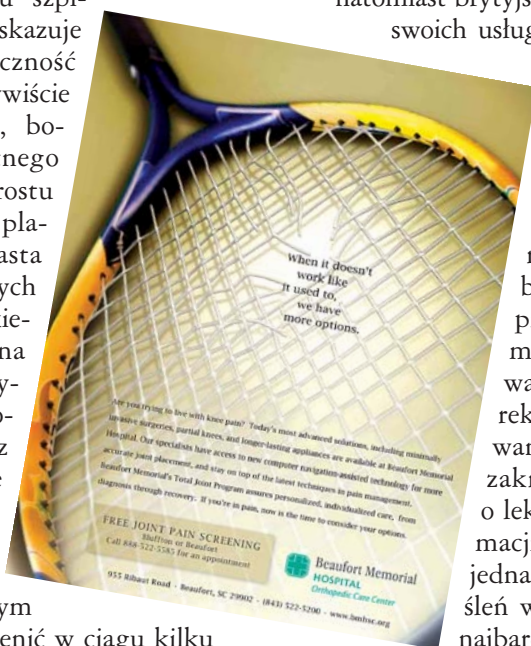 szpi-
skazuje
czność
wiście
, bo-
nego
rostu
pla-
asta
ych
kie-
na
y-
o-
z
e
ym
enić w ciągu kilku
natomiast brytyjs
swoich usług
When it doesn't
work like
it used to,
we have
more options.
Are you trying to live with knee pain? Today's most advanced solutions, including minimally
invasive surgeries, partial knees, and longer-lasting appliances are available at Beaufort Memorial
Hospital. Our specialists have access to new computer navigation-assisted technology for more
accurate joint placement, and stay on top of the latest techniques in pain management.
Beaufort Memorial's Total Joint Program assures personalized, individualized care, from
diagnosis through recovery. If you're in pain, now is the time to consider your options.
FREE JOINT PAIN SCREENING
Bluffton or Beaufort
Call 888-522-5585 for an appointment
Beaufort Memorial
HOSPITAL
Orthopedic Care Center
955 Ribaut Road · Beaufort, SC 29902 · (843) 522-5200 · www.bmhsc.org
b
p
m
wa
rek
wan
zakr
o lek
macj
jedna
śleń w
najbar